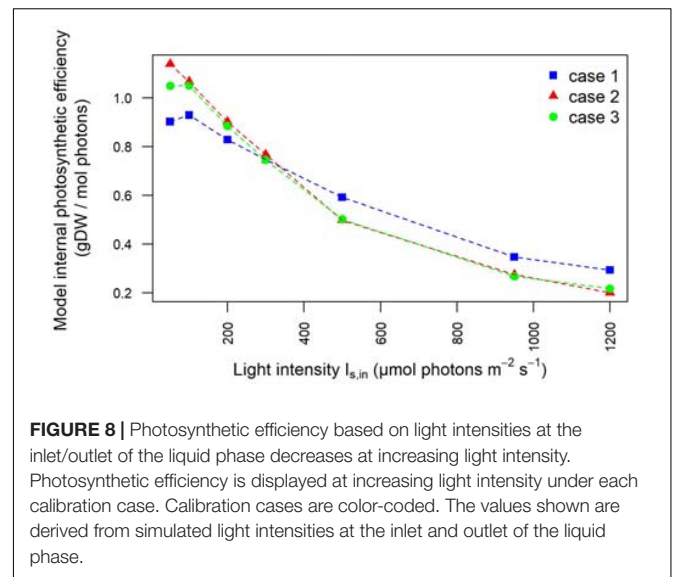 Model internal photosynthetic efficiency
(gDW / mol photons)
1.0
0.8
0.6
0.4
0.2
case 1
case 2
case 3
200
400
600
800
1000
1200
Light intensity Is,in (μmol photons m−2 s−1)
FIGURE 8 | Photosynthetic efficiency based on light intensities at the
inlet/outlet of the liquid phase decreases at increasing light intensity.
Photosynthetic efficiency is displayed at increasing light intensity under each
calibration case. Calibration cases are color-coded. The values shown are
derived from simulated light intensities at the inlet and outlet of the liquid
phase.